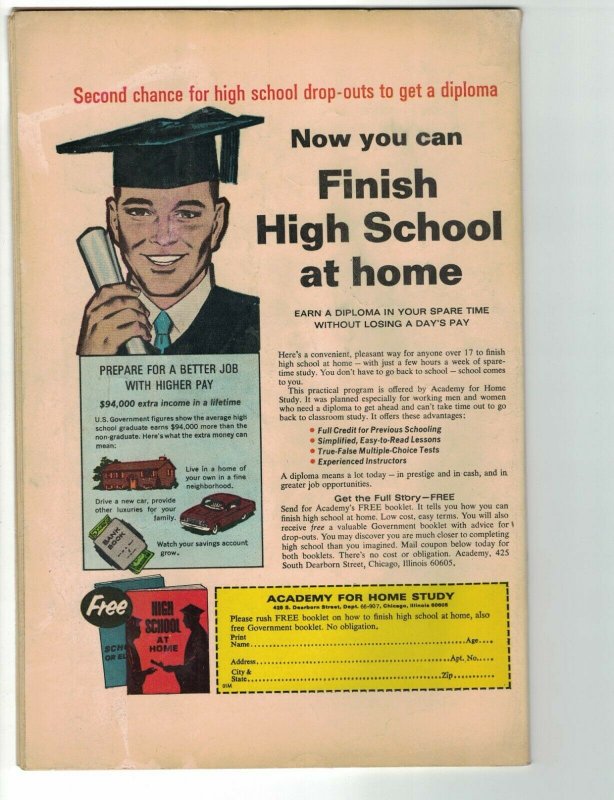 Second chance for high school drop-outs to get a diploma
Now you can
Finish
High School
at home
EARN A DIPLOMA IN YOUR SPARE TIME
WITHOUT LOSING A DAY'S PAY
PREPARE FOR A BETTER JOB
WITH HIGHER PAY
$94,000 extra income in a lifetime
U.S. Government figures show the average high
school graduate earns $94,000 more than the
non-graduate. Here's what the extra money can
mean:
Live in a home of
your own in a fine
neighborhood.
Drive a new car, provide
other luxuries for your
family.
BANK
BOOK
Watch your savings account
grow.
Here's a convenient, pleasant way for anyone over 17 to finish
high school at home — with just a few hours a week of spare-
time study. You don't have to go back to school — school comes
to you.
This practical program is offered by Academy for Home
Study. It was planned especially for working men and women
who need a diploma to get ahead and can't take time out to go
back to classroom study. It offers these advantages:
• Full Credit for Previous Schooling
• Simplified, Easy-to-Read Lessons
• True-False Multiple-Choice Tests
• Experienced Instructors
A diploma means a lot today — in prestige and in cash, and in
greater job opportunities.
Get the Full Story—FREE
Send for Academy's FREE booklet. It tells you how you can
finish high school at home. Low cost, easy terms. You will also
receive free a valuable Government booklet with advice for
drop-outs. You may discover you are much closer to completing
high school than you imagined. Mail coupon below today for
both booklets. There's no cost or obligation. Academy, 425
South Dearborn Street, Chicago, Illinois 60605.
Free
SCHO
OR EL
HIGH
SCHOOL
AT
HOME
ACADEMY FOR HOME STUDY
425 S. Dearborn Street, Dept. 66-907, Chicago, Illinois 60605
Please rush FREE booklet on how to finish high school at home, also
free Government booklet. No obligation.
Print
Name Age
Address Apt. No.
City &
State Zip